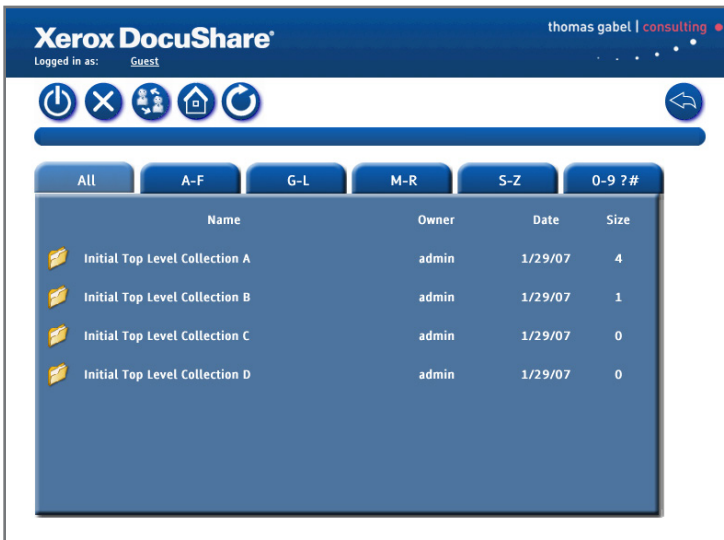 thomas gabel | consulting
Xerox DocuShare®
Logged in as: Guest
All A-F G-L M-R S-Z 0-9 ?#
Name Owner Date Size
Initial Top Level Collection A admin 1/29/07 4
Initial Top Level Collection B admin 1/29/07 1
Initial Top Level Collection C admin 1/29/07 0
Initial Top Level Collection D admin 1/29/07 0